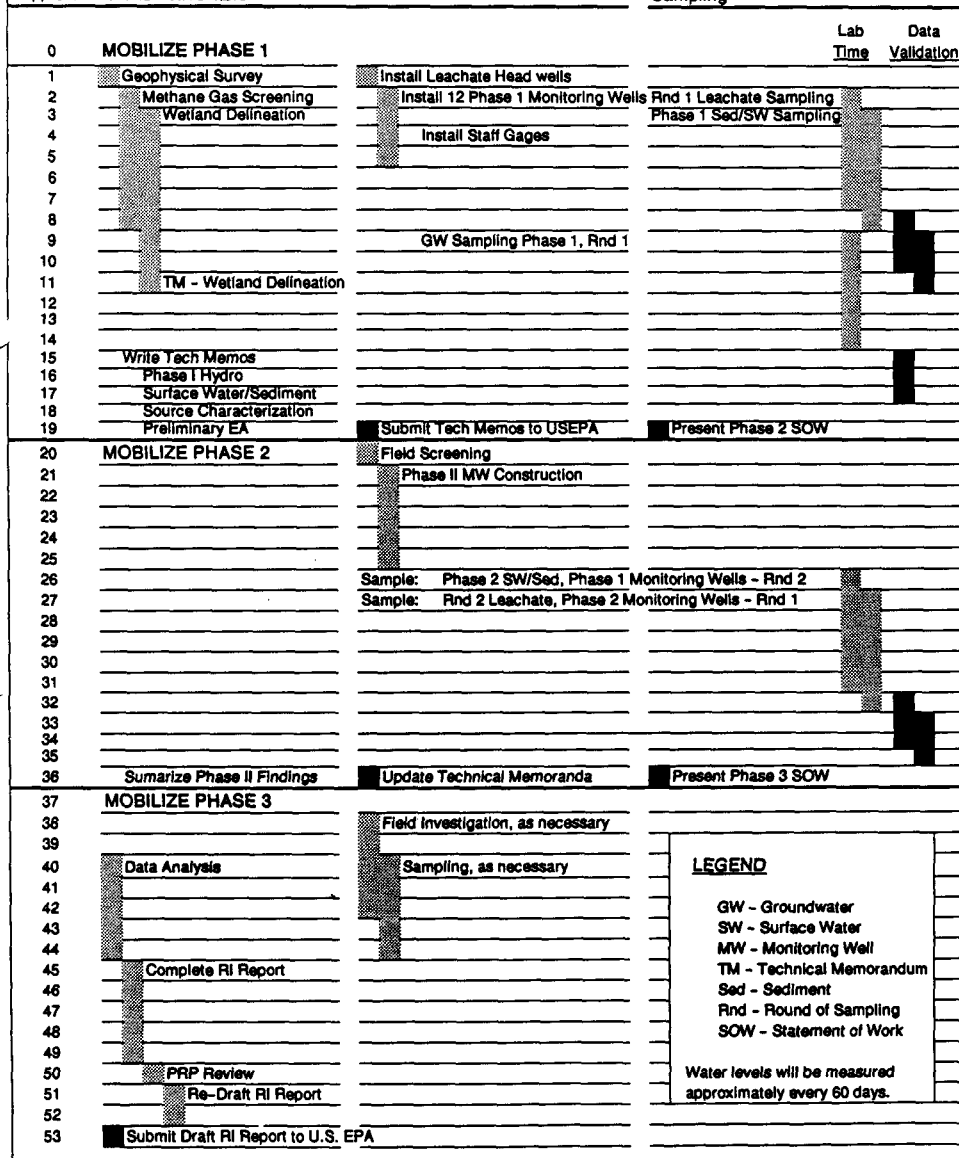 Sampling
Lab Data
0 MOBILIZE PHASE 1 Time Validation
1 Geophysical Survey Install Leachate Head wells
2 Methane Gas Screening Install 12 Phase 1 Monitoring Wells Rnd 1 Leachate Sampling
3 Wetland Delineation Phase 1 Sed/SW Sampling
4 Install Staff Gages
5
6
7
8
9 GW Sampling Phase 1, Rnd 1
10
11 TM - Wetland Delineation
12
13
14
15 Write Tech Memos
16 Phase I Hydro
17 Surface Water/Sediment
18 Source Characterization
19 Preliminary EA Submit Tech Memos to USEPA Present Phase 2 SOW
20 MOBILIZE PHASE 2 Field Screening
21 Phase II MW Construction
22
23
24
25
26 Sample: Phase 2 SW/Sed, Phase 1 Monitoring Wells - Rnd 2
27 Sample: Rnd 2 Leachate, Phase 2 Monitoring Wells - Rnd 1
28
29
30
31
32
33
34
35
36 Sumarize Phase II Findings Update Technical Memoranda Present Phase 3 SOW
37 MOBILIZE PHASE 3
38 Field Investigation, as necessary
39
40 Data Analysis Sampling, as necessary
41
42
43
44
45 Complete RI Report
46
47
48
49
50 PRP Review
51 Re-Draft RI Report
52
53 Submit Draft RI Report to U.S. EPA
LEGEND
GW - Groundwater
SW - Surface Water
MW - Monitoring Well
TM - Technical Memorandum
Sed - Sediment
Rnd - Round of Sampling
SOW - Statement of Work
Water levels will be measured
approximately every 60 days.